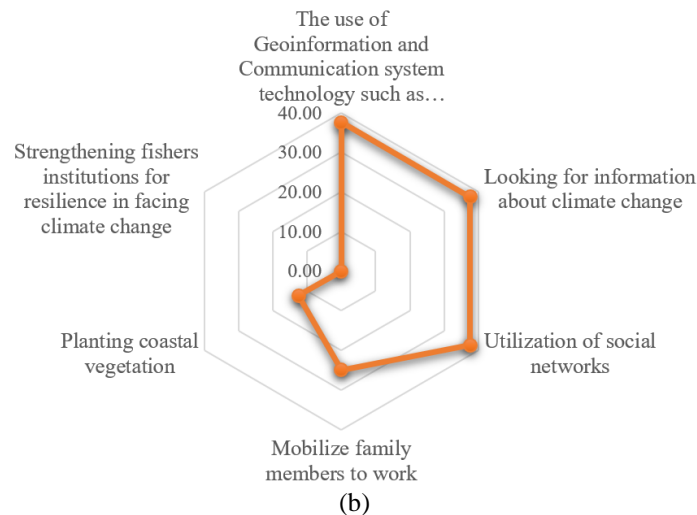 The use of
Geoinformation and
Communication system
technology such as…
40.00
30.00
20.00
10.00
0.00
Looking for information
about climate change
Utilization of social
networks
Mobilize family
members to work
Planting coastal
vegetation
Strengthening fishers
institutions for
resilience in facing
climate change
(b)